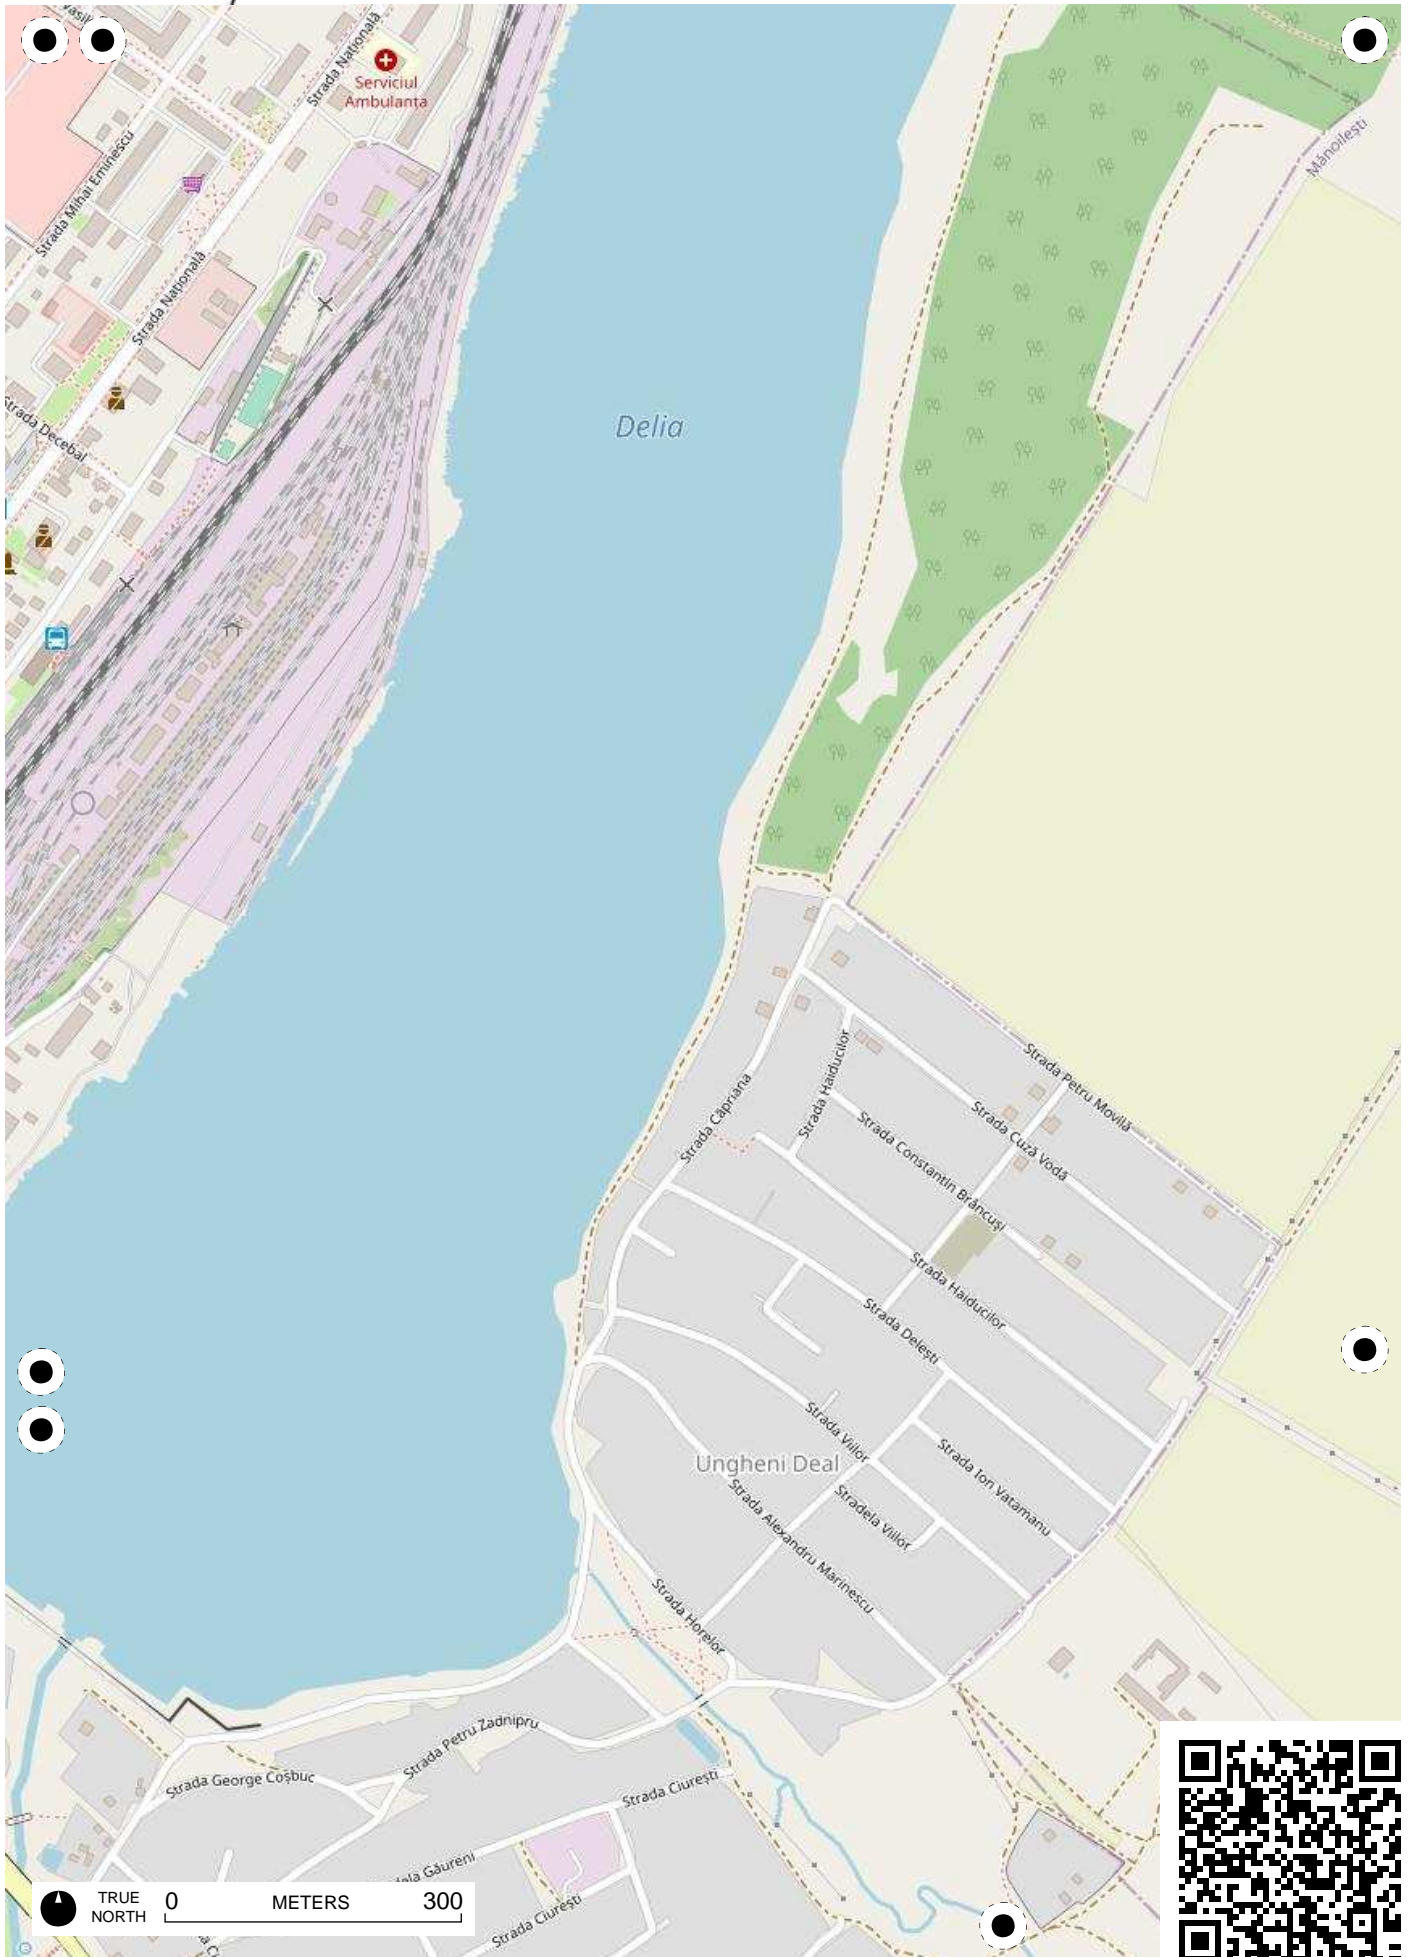 Strada Națională
Serviciul
Ambulanța
Strada Mihai Eminescu
Mănoilești
Strada Națională
Strada Decebal
Delia
Strada Petru Movilă
Strada Haiducilor
Strada Căpriana
Strada Cuză Vodă
Strada Constantin Brâncuși
Strada Haiducilor
Strada Delești
Strada Viilor
Ungheni Deal
Strada Ion Vatamanu
Stradela Viilor
Strada Alexandru Marinescu
Strada Horelor
Strada Petru Zadnipru
Strada George Coșbuc
Strada Ciurești
dela Găureni
Strada Ciurești
TRUE
NORTH
0 METERS 300